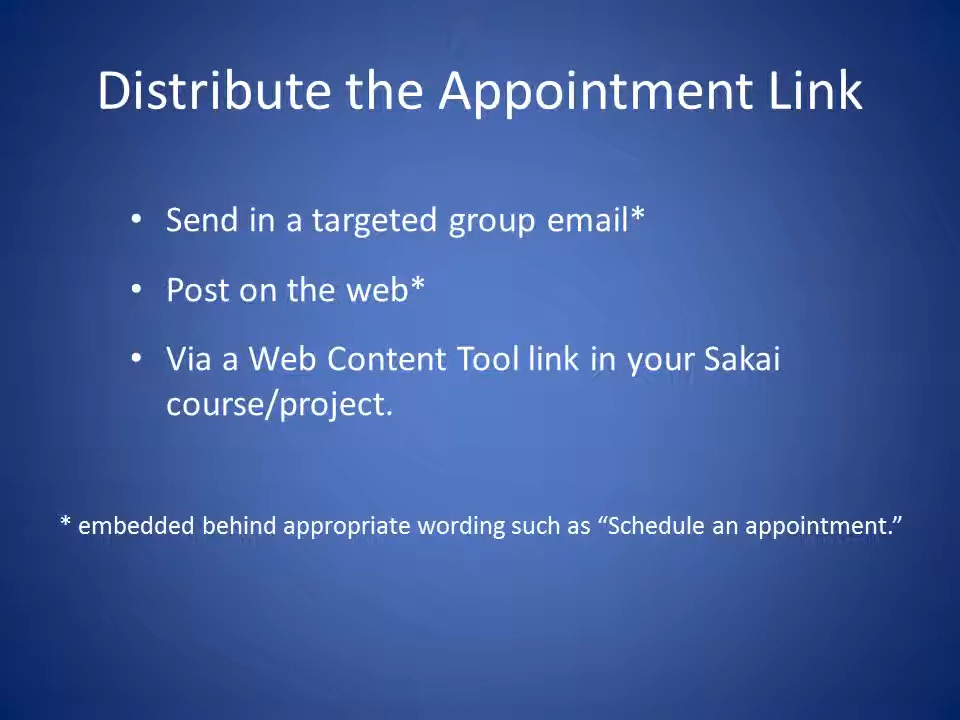 Distribute the Appointment Link
• Send in a targeted group email*
• Post on the web*
• Via a Web Content Tool link in your Sakai
course/project.
* embedded behind appropriate wording such as “Schedule an appointment.”